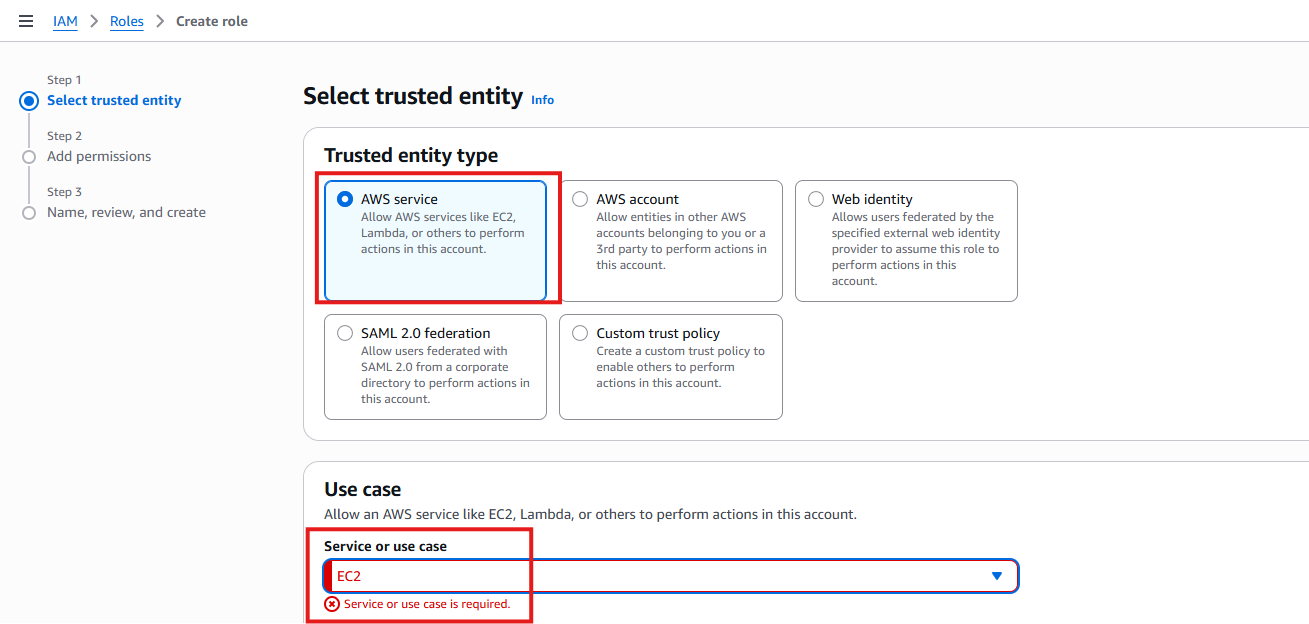 IAM > Roles > Create role
Step 1
Select trusted entity
Step 2
Add permissions
Step 3
Name, review, and create
Select trusted entity Info
Trusted entity type
AWS service
Allow AWS services like EC2,
Lambda, or others to perform
actions in this account.
AWS account
Allow entities in other AWS
accounts belonging to you or a
3rd party to perform actions in
this account.
Web identity
Allows users federated by the
specified external web identity
provider to assume this role to
perform actions in this
account.
SAML 2.0 federation
Allow users federated with
SAML 2.0 from a corporate
directory to perform actions in
this account.
Custom trust policy
Create a custom trust policy to
enable others to perform
actions in this account.
Use case
Allow an AWS service like EC2, Lambda, or others to perform actions in this account.
Service or use case
EC2
Service or use case is required.